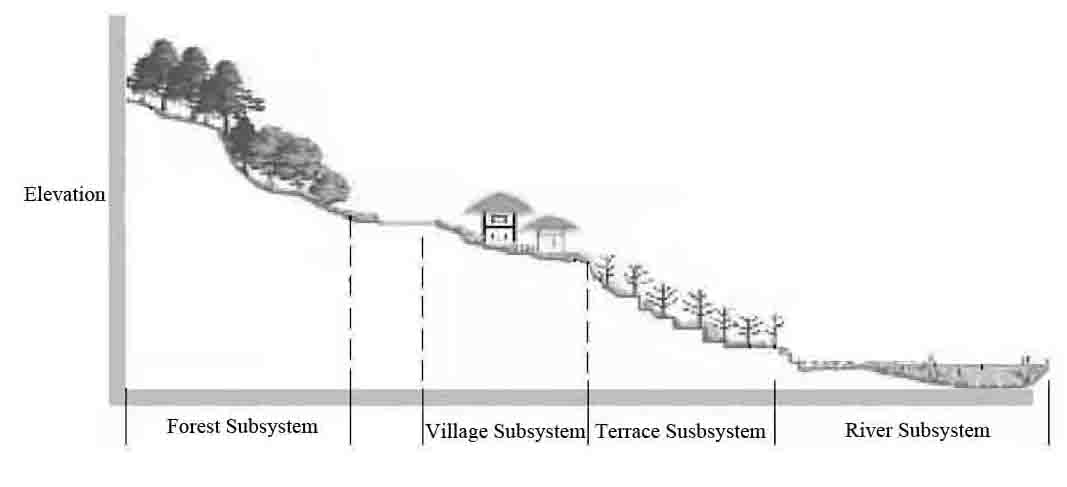 Elevation
Forest Subsystem
Village Subsystem
Terrace Susbsystem
River Subsystem